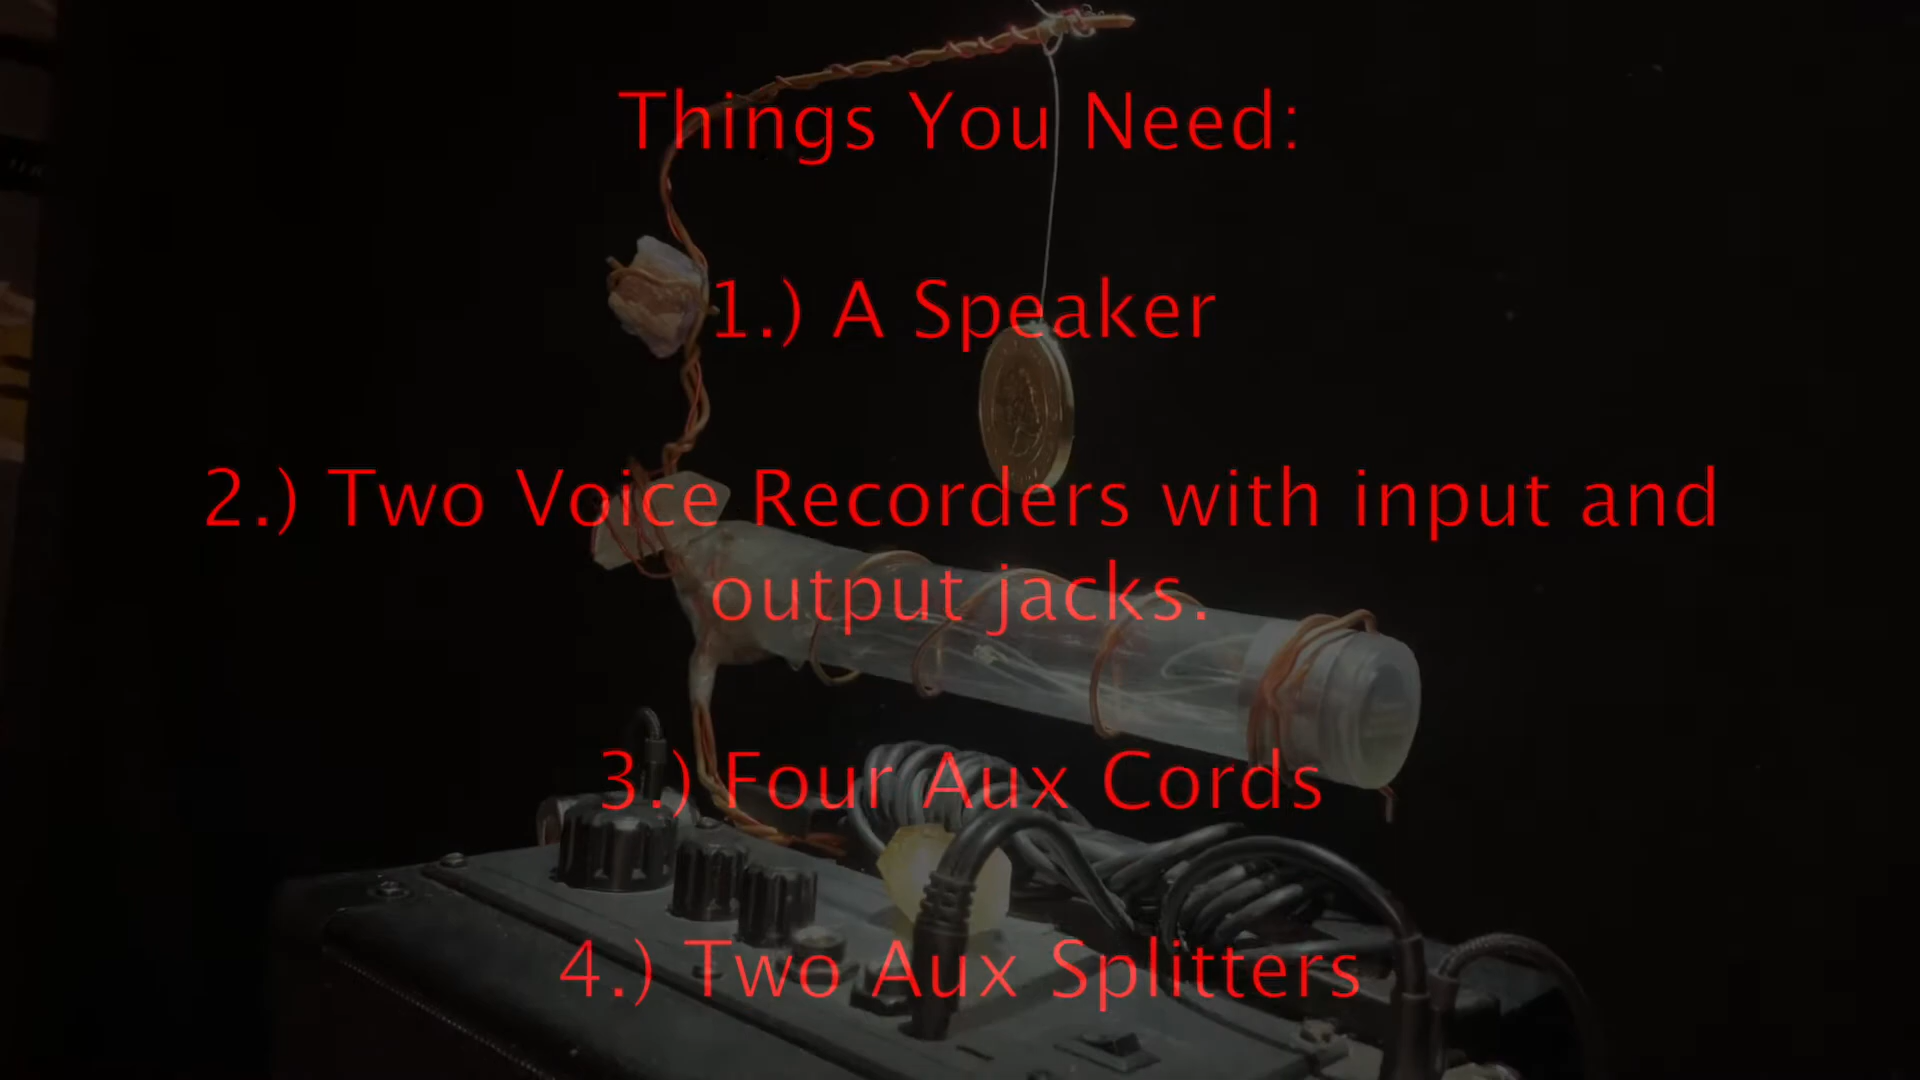 Things You Need:
1.) A Speaker
2.) Two Voice Recorders with input and
output jacks.
3.) Four Aux Cords
4.) Two Aux Splitters